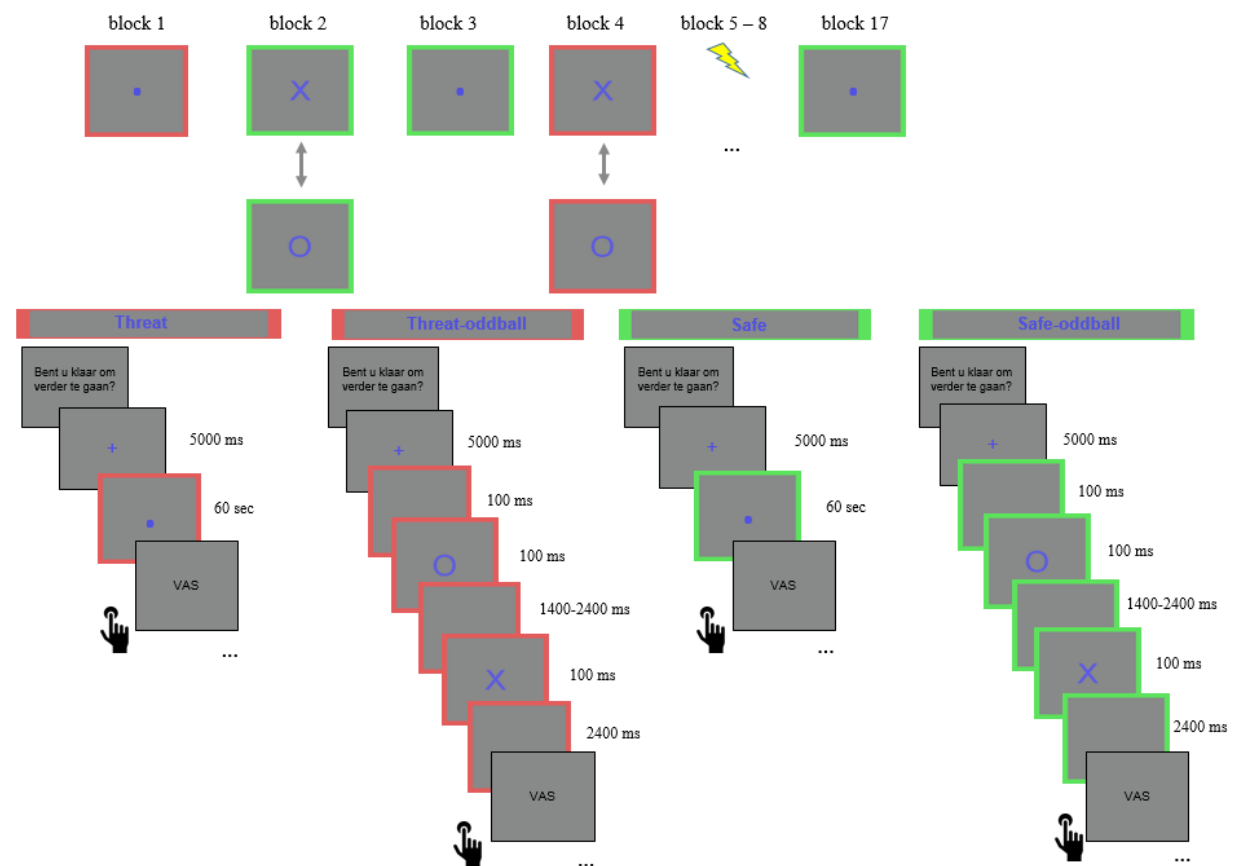 block 1
block 2
block 3
block 4
block 5 – 8
block 17
X
X
...
O
O
Threat
Threat-oddball
Safe
Safe-oddball
Bent u klaar om
verder te gaan?
+
5000 ms
60 sec
VAS
...
Bent u klaar om
verder te gaan?
+
5000 ms
100 ms
O
100 ms
1400-2400 ms
X
100 ms
2400 ms
VAS
...
Bent u klaar om
verder te gaan?
+
5000 ms
60 sec
VAS
...
Bent u klaar om
verder te gaan?
+
5000 ms
100 ms
O
100 ms
1400-2400 ms
X
100 ms
2400 ms
VAS
...